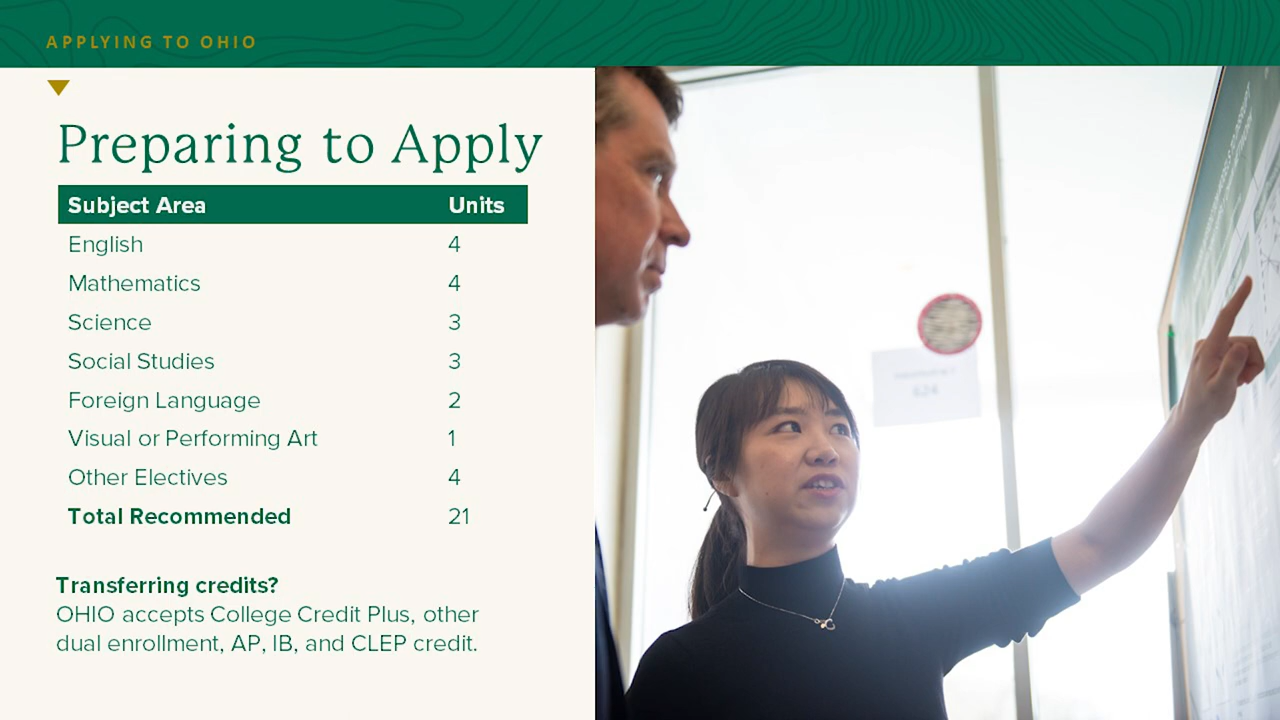 APPLYING TO OHIO
Preparing to Apply
Subject Area Units
English 4
Mathematics 4
Science 3
Social Studies 3
Foreign Language 2
Visual or Performing Art 1
Other Electives 4
Total Recommended 21
Transferring credits?
OHIO accepts College Credit Plus, other
dual enrollment, AP, IB, and CLEP credit.